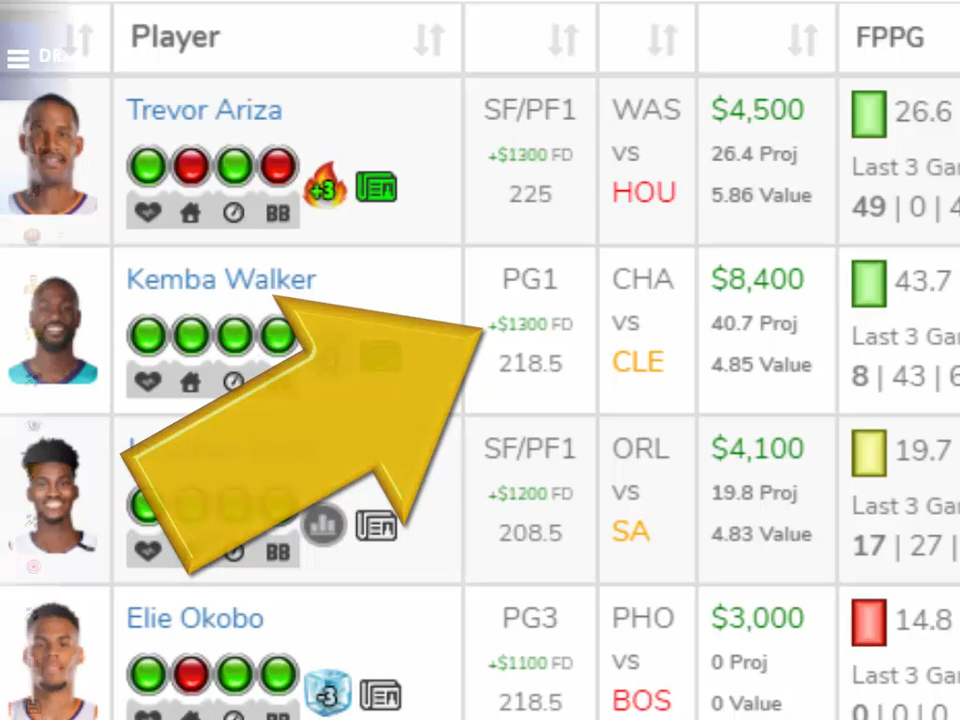 Player
FPPG
Trevor Ariza
SF/PF1
WAS
$4,500
26.6
+$1300 FD
VS
26.4 Proj
Last 3 Ga
225
HOU
5.86 Value
49 | 0 | 4
+3
BB
Kemba Walker
PG1
CHA
$8,400
43.7
+$1300 FD
VS
40.7 Proj
Last 3 Ga
218.5
CLE
4.85 Value
8 | 43 | 6
SF/PF1
ORL
$4,100
19.7
+$1200 FD
VS
19.8 Proj
Last 3 Ga
208.5
SA
4.83 Value
17 | 27 |
BB
Elie Okobo
PG3
PHO
$3,000
14.8
+$1100 FD
VS
0 Proj
Last 3 Ga
218.5
BOS
0 Value
0 | 0 | 0
-3